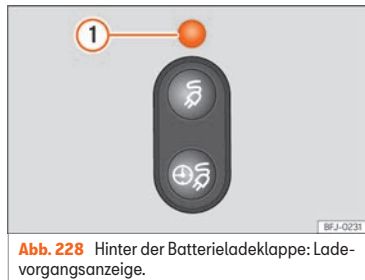 1
BFJ-0231
Abb. 228 Hinter der Batterieladeklappe: Lade-
vorgangsanzeige.